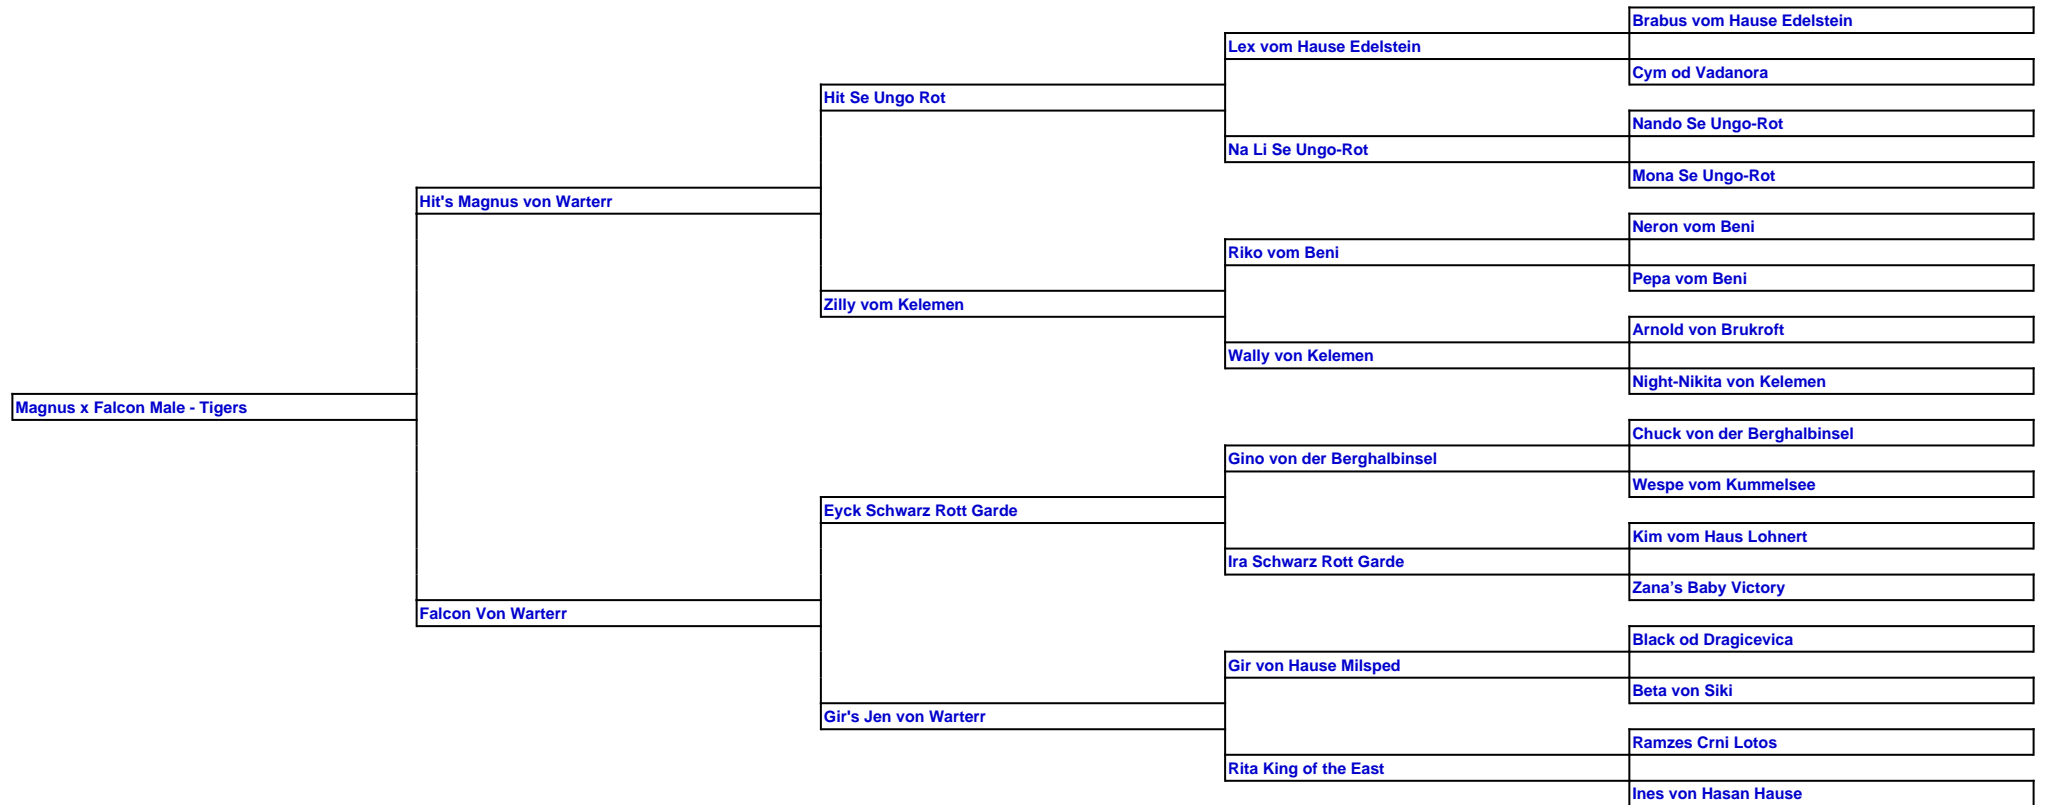 Brabus vom Hause Edelstein
Lex vom Hause Edelstein
Cym od Vadanora
Hit Se Ungo Rot
Nando Se Ungo-Rot
Na Li Se Ungo-Rot
Mona Se Ungo-Rot
Hit's Magnus von Warterr
Neron vom Beni
Riko vom Beni
Pepa vom Beni
Zilly vom Kelemen
Arnold von Brukroft
Wally von Kelemen
Night-Nikita von Kelemen
Magnus x Falcon Male - Tigers
Chuck von der Berghalbinsel
Gino von der Berghalbinsel
Wespe vom Kummelsee
Eyck Schwarz Rott Garde
Kim vom Haus Lohnert
Ira Schwarz Rott Garde
Zana’s Baby Victory
Falcon Von Warterr
Black od Dragicevica
Gir von Hause Milsped
Beta von Siki
Gir's Jen von Warterr
Ramzes Crni Lotos
Rita King of the East
Ines von Hasan Hause